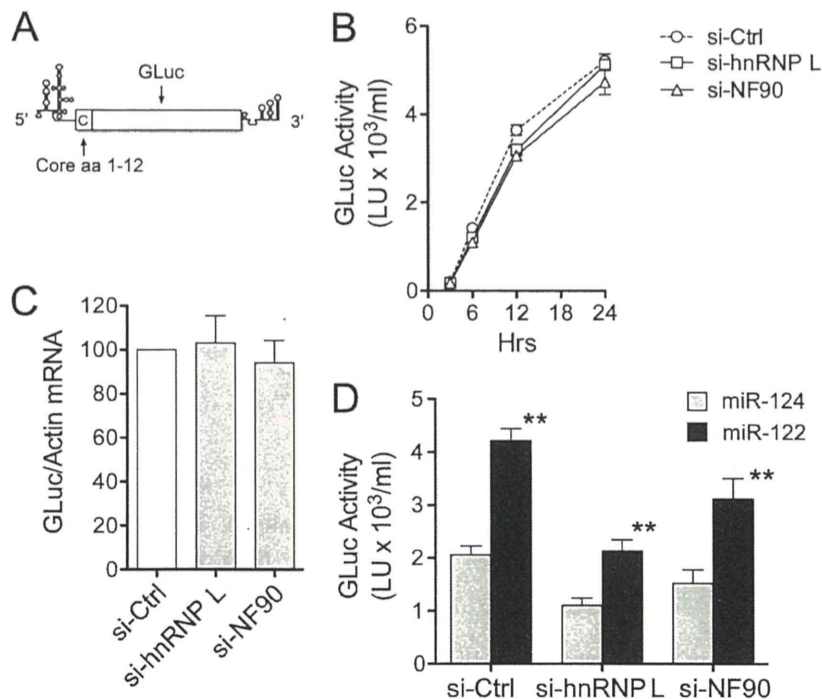 A
GLuc
5'
C
3'
Core aa 1-12
B
GLuc Activity
(LU x 10³/ml)
6
4
2
0
0 6 12 18 24
Hrs
si-Ctrl
si-hnRNP L
si-NF90
C
GLuc/Actin mRNA
120
100
80
60
40
20
0
si-Ctrl
si-hnRNP L
si-NF90
D
GLuc Activity
(LU x 10³/ml)
5
4
3
2
1
0
miR-124
miR-122
**
**
**
si-Ctrl si-hnRNP L si-NF90